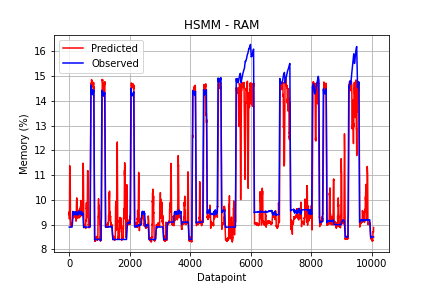 HSMM - RAM
Predicted
Observed
Memory (%)
16
15
14
13
12
11
10
9
8
0 2000 4000 6000 8000 10000
Datapoint